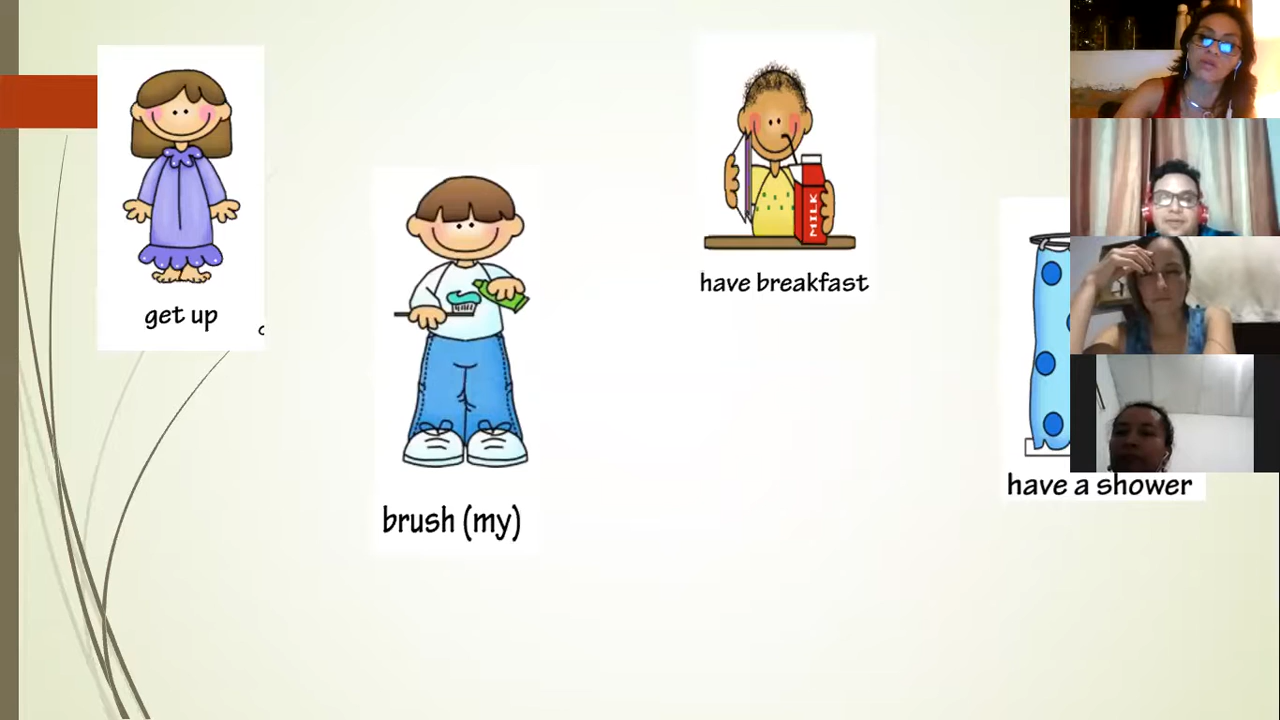 get up
brush (my)
MILK
have breakfast
have a shower